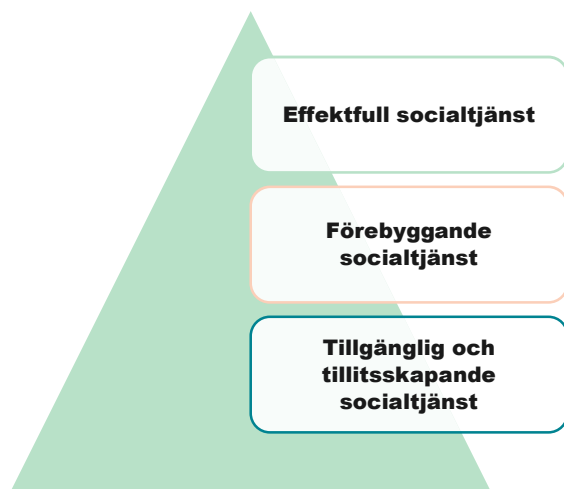 Effektfull socialtjänst
Förebyggande
socialtjänst
Tillgänglig och
tillitsskapande
socialtjänst